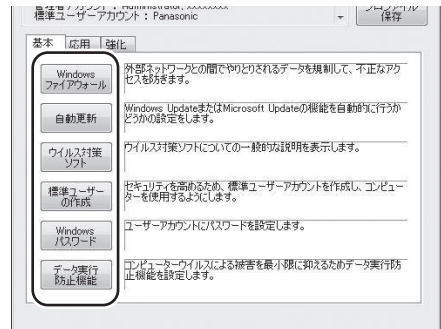 管理者アカウント : Administrator, xxxxxxxx
標準ユーザーアカウント : Panasonic
プロファイル
保存
基本 応用 強化
Windows
ファイアウォール
外部ネットワークとの間でやりとりされるデータを規制して、不正なアク
セスを防ぎます。
自動更新
Windows UpdateまたはMicrosoft Updateの機能を自動的に行うか
どうかの設定をします。
ウイルス対策
ソフト
ウイルス対策ソフトについての一般的な説明を表示します。
標準ユーザー
の作成
セキュリティを高めるため、標準ユーザーアカウントを作成し、コンピュー
ターを使用するようにします。
Windows
パスワード
ユーザーアカウントにパスワードを設定します。
データ実行
防止機能
コンピューターウイルスによる被害を最小限に抑えるためデータ実行防
止機能を設定します。